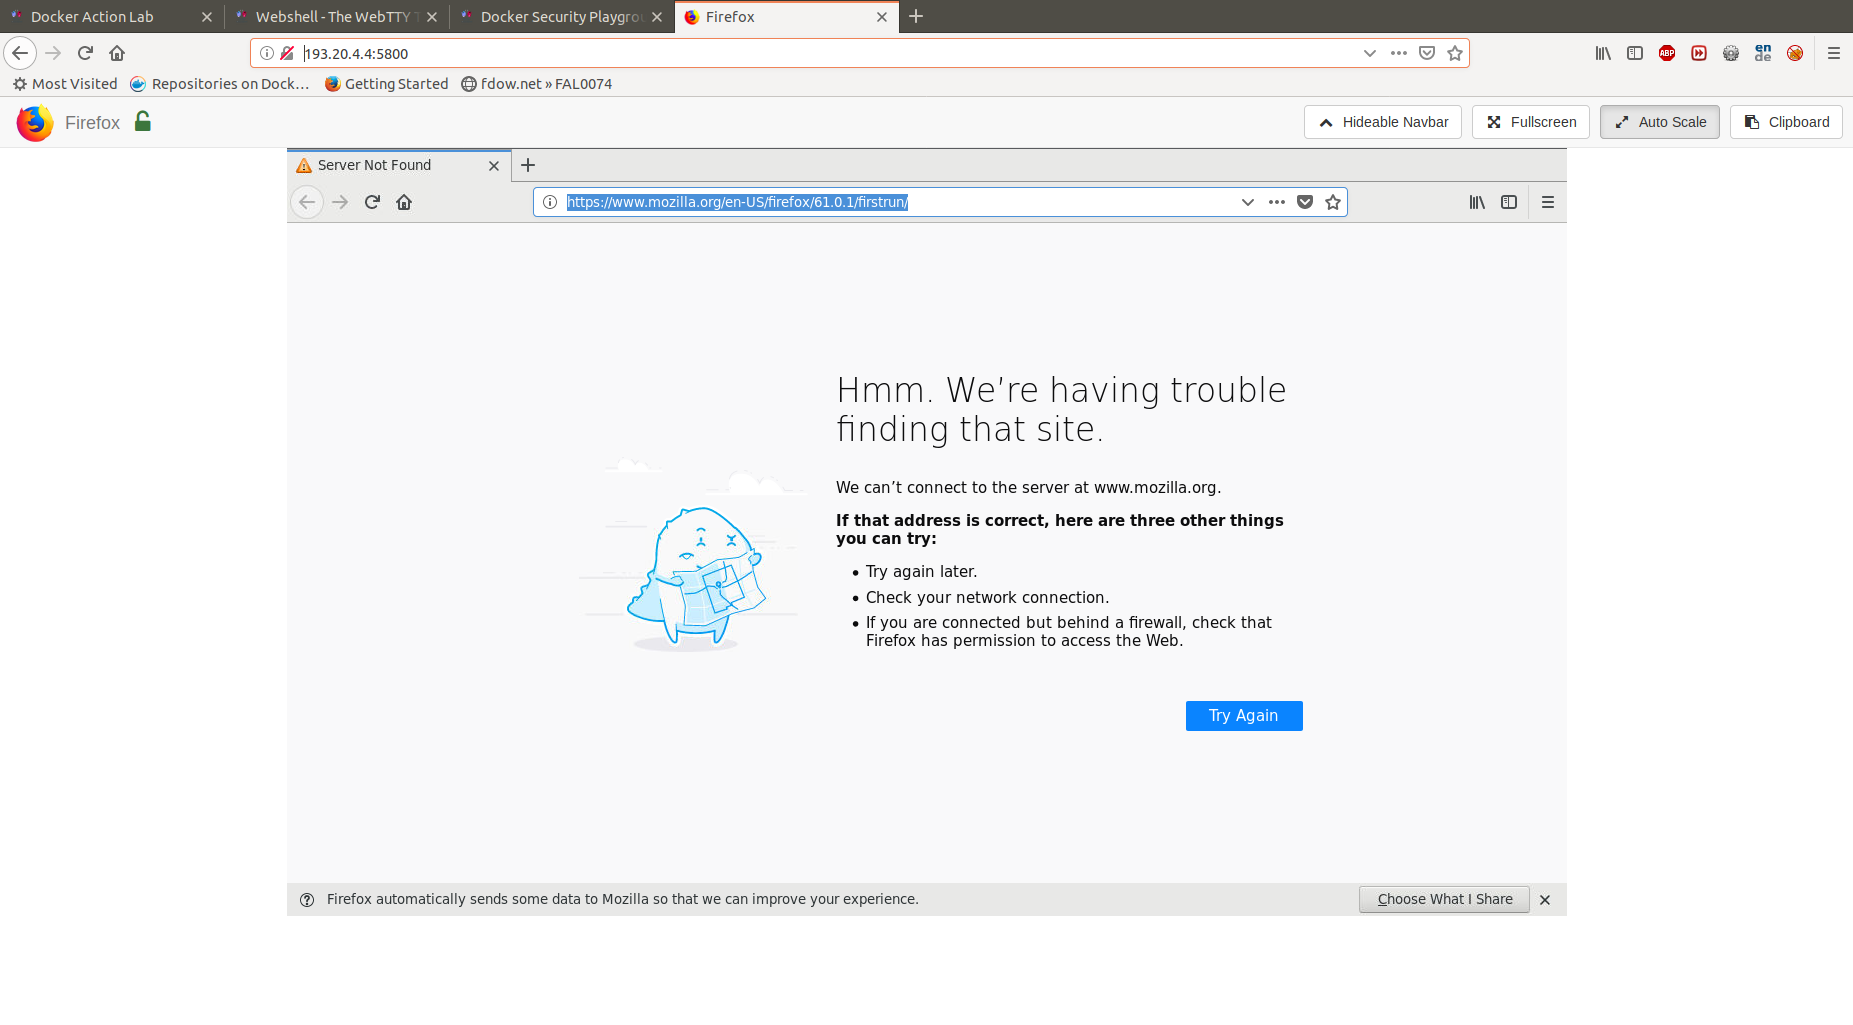 Docker Action Lab
Webshell - The WebTTY T
Docker Security Playgrou
Firefox
193.20.4.4:5800
ABP
en
de
Most Visited
Repositories on Dock…
Getting Started
fdow.net » FAL0074
Firefox
Hideable Navbar
Fullscreen
Auto Scale
Clipboard
Server Not Found
https://www.mozilla.org/en-US/firefox/61.0.1/firstrun/
Hmm. We’re having trouble
finding that site.
We can’t connect to the server at www.mozilla.org.
If that address is correct, here are three other things
you can try:
• Try again later.
• Check your network connection.
• If you are connected but behind a firewall, check that
Firefox has permission to access the Web.
Try Again
Firefox automatically sends some data to Mozilla so that we can improve your experience.
Choose What I Share